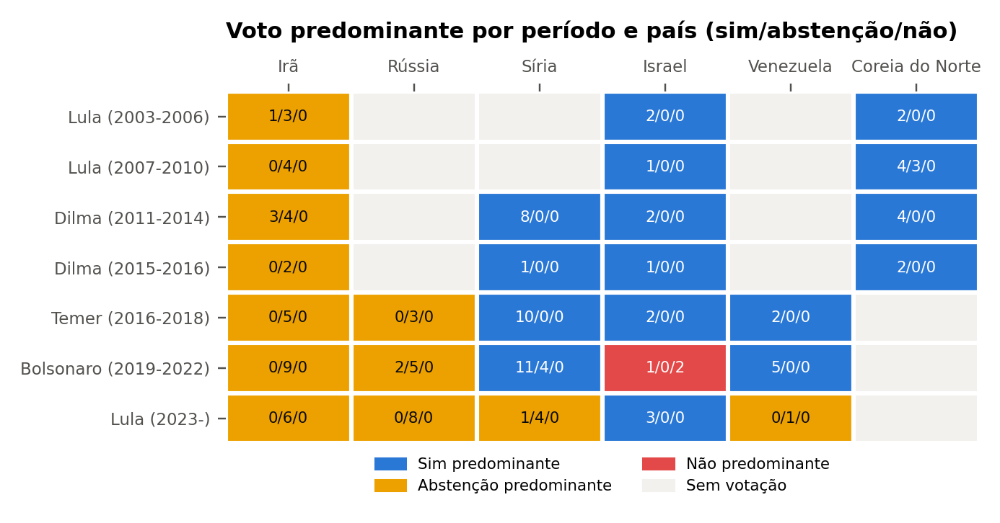 Voto predominante por período e país (sim/abstenção/não)
Irã Rússia Síria Israel Venezuela Coreia do Norte
Lula (2003-2006) 1/3/0 2/0/0 2/0/0
Lula (2007-2010) 0/4/0 1/0/0 4/3/0
Dilma (2011-2014) 3/4/0 8/0/0 2/0/0 4/0/0
Dilma (2015-2016) 0/2/0 1/0/0 1/0/0 2/0/0
Temer (2016-2018) 0/5/0 0/3/0 10/0/0 2/0/0 2/0/0
Bolsonaro (2019-2022) 0/9/0 2/5/0 11/4/0 1/0/2 5/0/0
Lula (2023-) 0/6/0 0/8/0 1/4/0 3/0/0 0/1/0
Sim predominante Não predominante
Abstenção predominante Sem votação